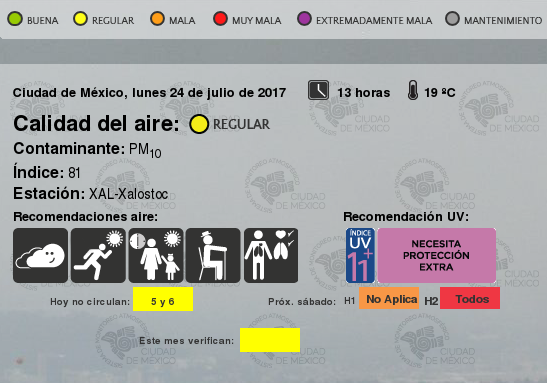 BUENA REGULAR MALA MUY MALA EXTREMADAMENTE MALA MANTENIMIENTO
Ciudad de México, lunes 24 de julio de 2017 13 horas 19 ºC
Calidad del aire: REGULAR
Contaminante: PM10
Índice: 81
Estación: XAL-Xalostoc
Recomendaciones aire: Recomendación UV:
ÍNDICE
UV
11+
NECESITA
PROTECCIÓN
EXTRA
Hoy no circulan: 5 y 6 Próx. sábado: H1 No Aplica H2 Todos
Este mes verifican: